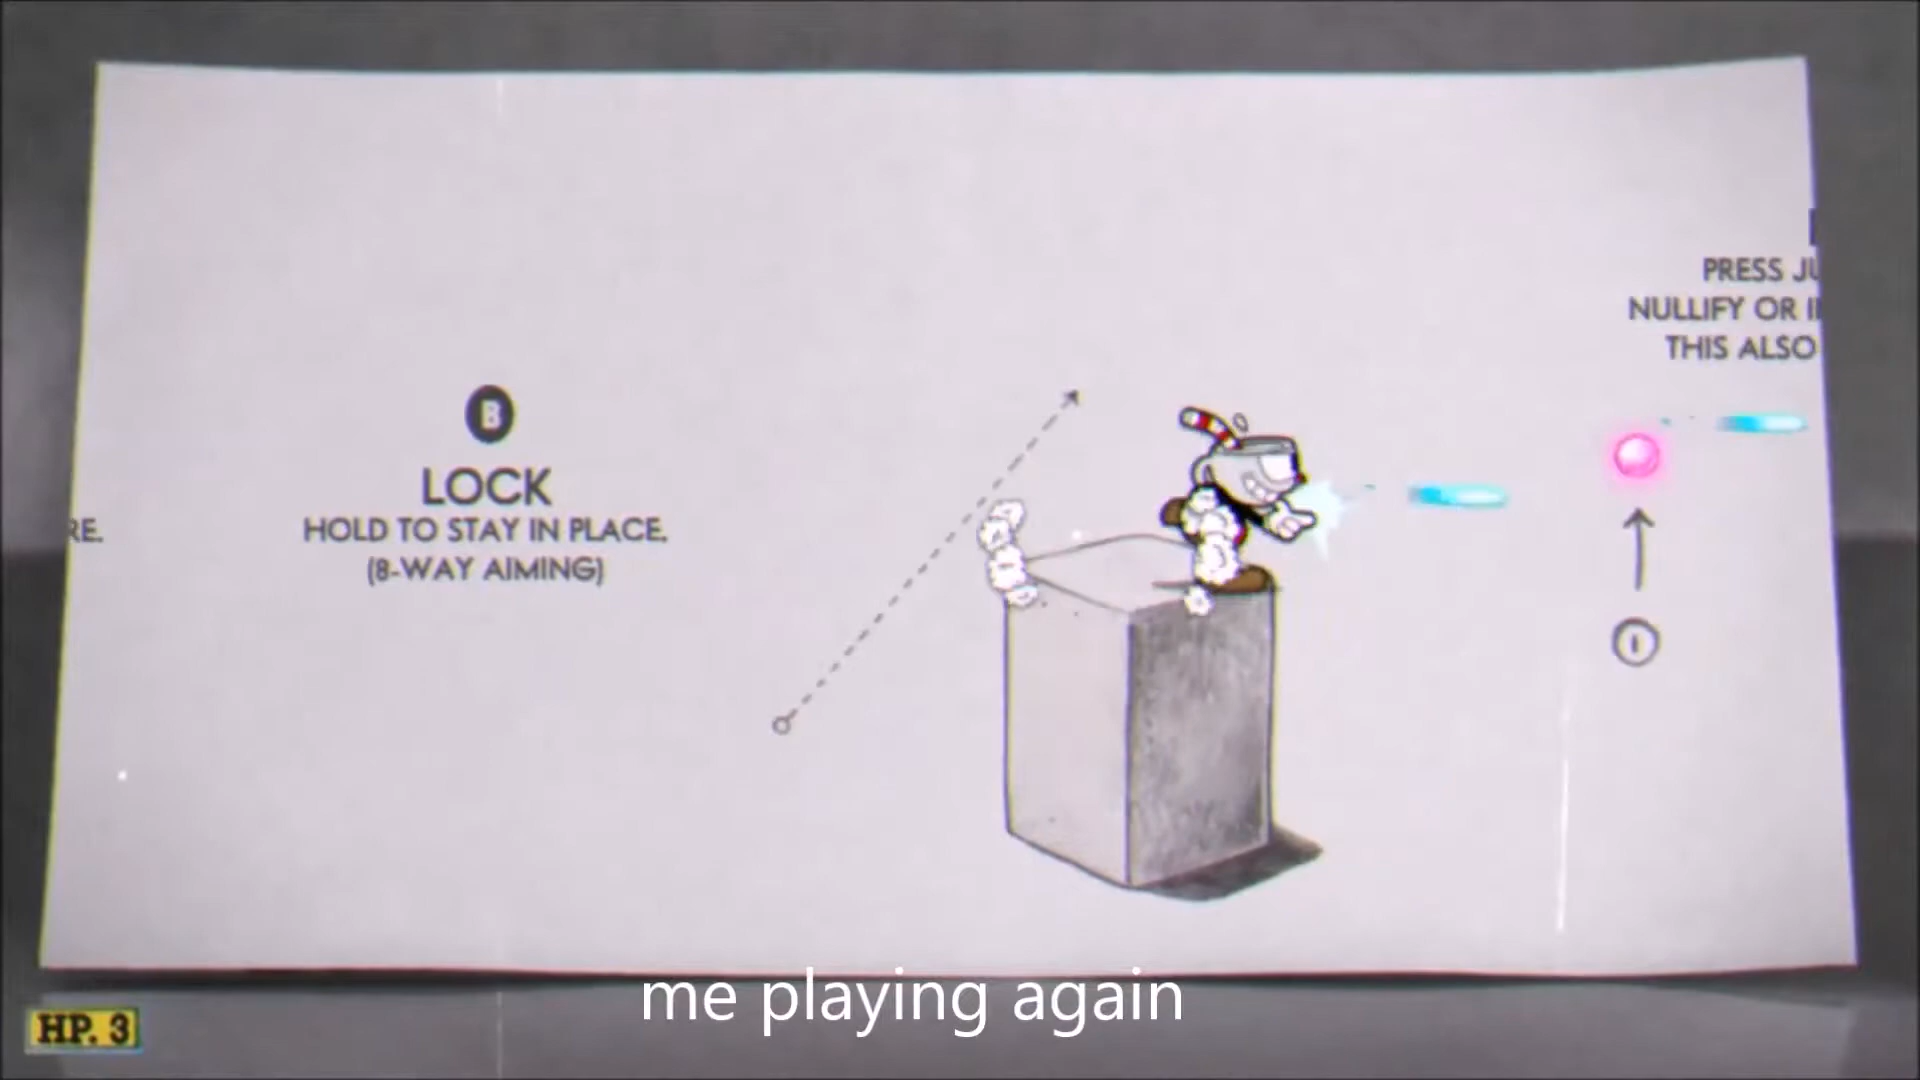 RE.
B
LOCK
HOLD TO STAY IN PLACE.
(8-WAY AIMING)
PRESS
NULLIFY OR
THIS ALSO
me playing again
HP. 3